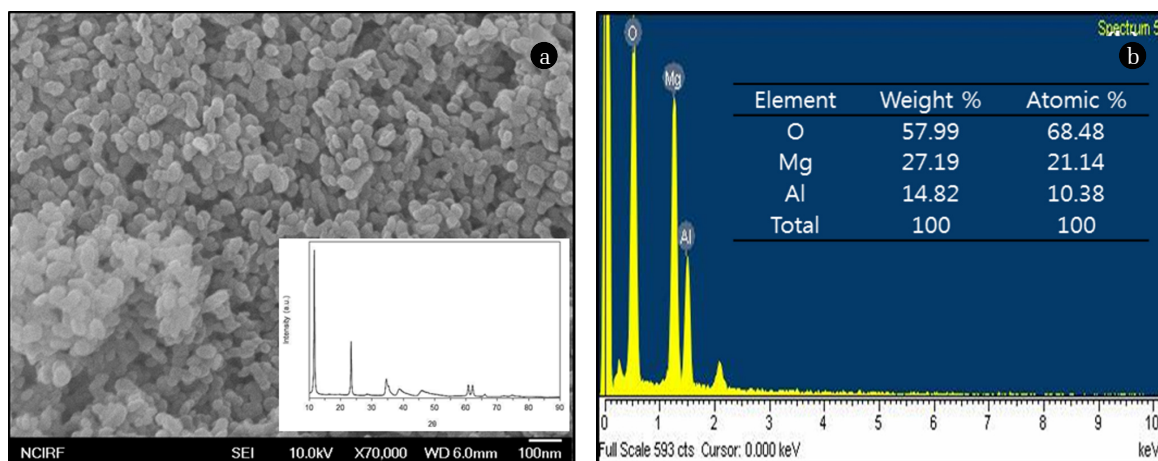 a
Intensity (a.u.)
10 20 30 40 50 60 70 80 90
2θ
NCIRF SEI 10.0kV X70,000 WD 6.0mm 100nm
Spectrum 5
b
O
Mg
Al
Element Weight % Atomic %
O 57.99 68.48
Mg 27.19 21.14
Al 14.82 10.38
Total 100 100
0 1 2 3 4 5 6 7 8 9 10
Full Scale 593 cts Cursor: 0.000 keV keV